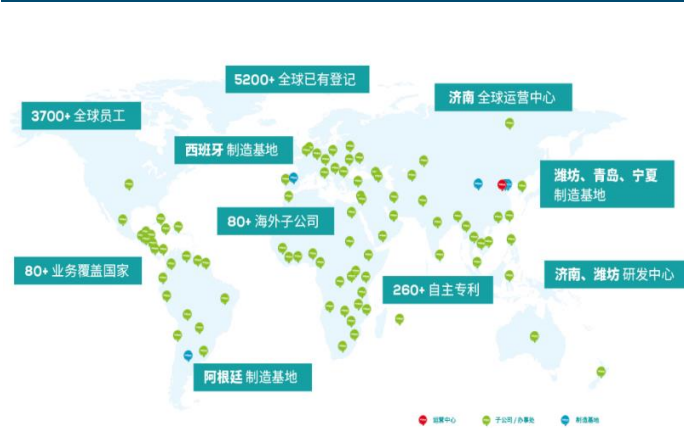 5200+ 全球已有登记
济南 全球运营中心
3700+ 全球员工
西班牙 制造基地
潍坊、青岛、宁夏
制造基地
80+ 海外子公司
80+ 业务覆盖国家
济南、潍坊 研发中心
260+ 自主专利
阿根廷 制造基地
运营中心
子公司 / 办事处
制造基地